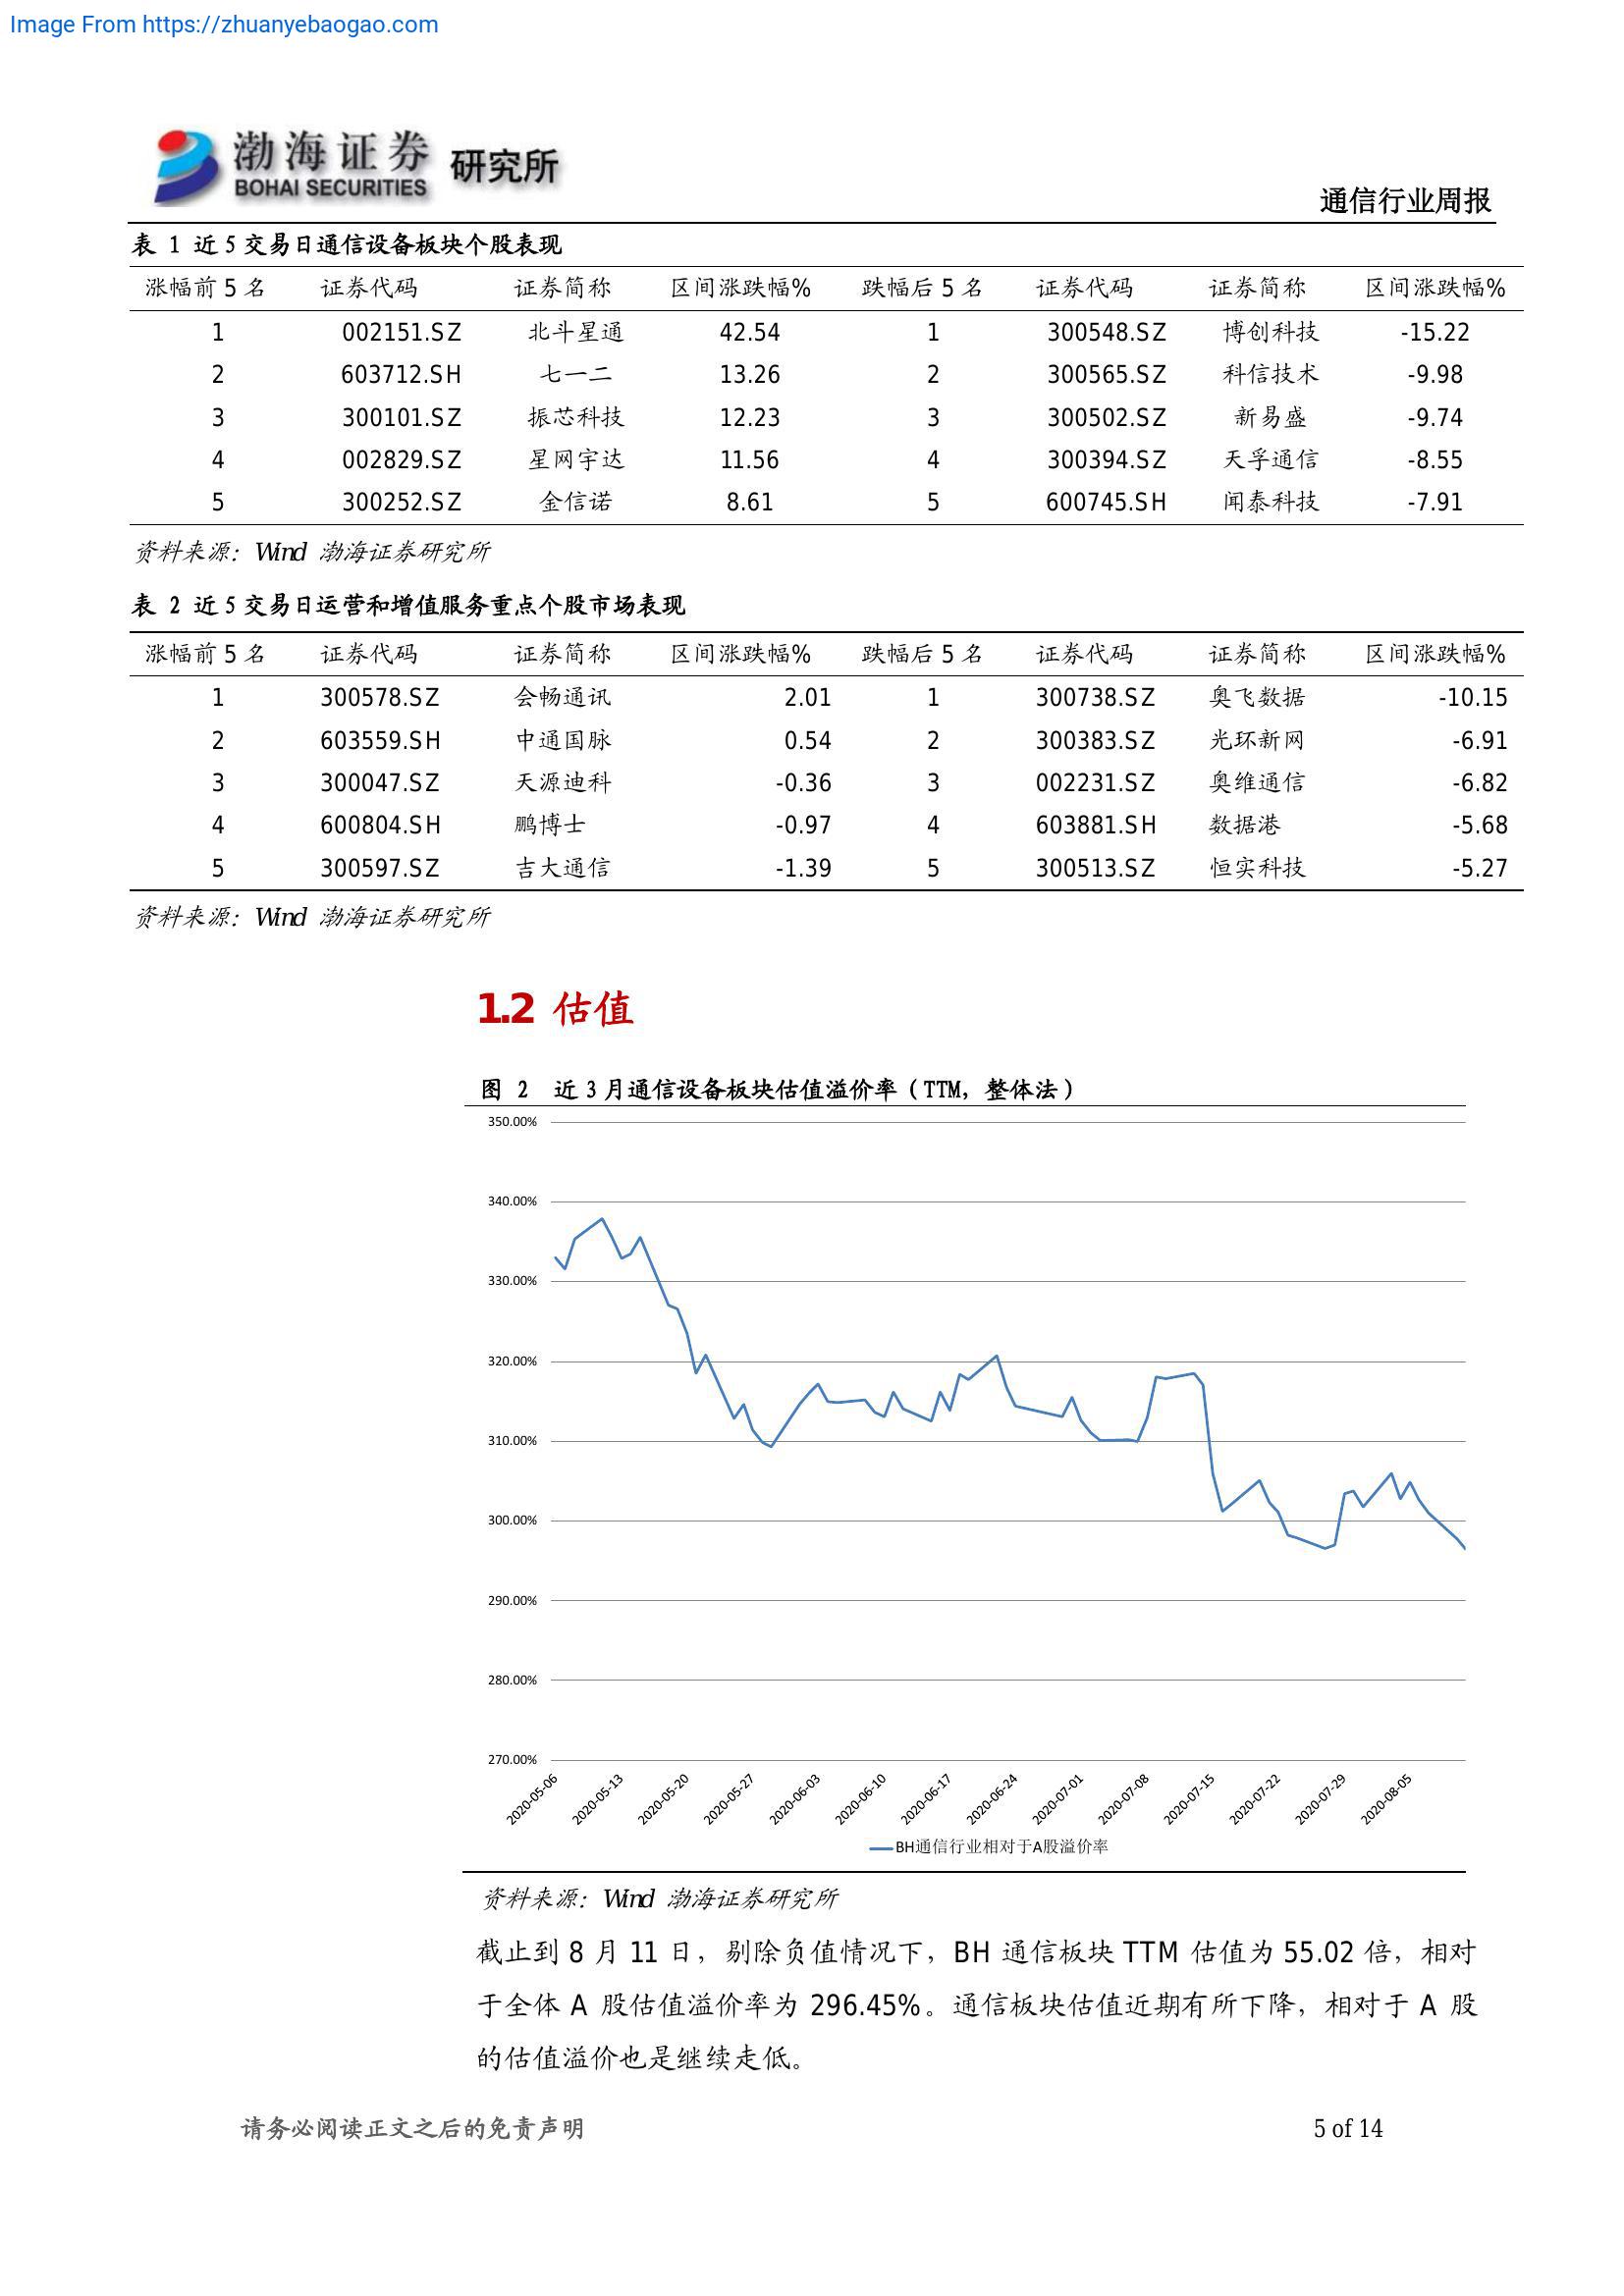 Image From https://zhuanyebaogao.com
渤海证券 研究所
BOHAI SECURITIES
通信行业周报
表 1 近 5 交易日通信设备板块个股表现
涨幅前 5 名 证券代码 证券简称 区间涨跌幅% 跌幅后 5 名 证券代码 证券简称 区间涨跌幅%
1 002151.SZ 北斗星通 42.54 1 300548.SZ 博创科技 -15.22
2 603712.SH 七一二 13.26 2 300565.SZ 科信技术 -9.98
3 300101.SZ 振芯科技 12.23 3 300502.SZ 新易盛 -9.74
4 002829.SZ 星网宇达 11.56 4 300394.SZ 天孚通信 -8.55
5 300252.SZ 金信诺 8.61 5 600745.SH 闻泰科技 -7.91
资料来源：Wind 渤海证券研究所
表 2 近 5 交易日运营和增值服务重点个股市场表现
涨幅前 5 名 证券代码 证券简称 区间涨跌幅% 跌幅后 5 名 证券代码 证券简称 区间涨跌幅%
1 300578.SZ 会畅通讯 2.01 1 300738.SZ 奥飞数据 -10.15
2 603559.SH 中通国脉 0.54 2 300383.SZ 光环新网 -6.91
3 300047.SZ 天源迪科 -0.36 3 002231.SZ 奥维通信 -6.82
4 600804.SH 鹏博士 -0.97 4 603881.SH 数据港 -5.68
5 300597.SZ 吉大通信 -1.39 5 300513.SZ 恒实科技 -5.27
资料来源：Wind 渤海证券研究所
1.2 估值
图 2 近 3 月通信设备板块估值溢价率（TTM，整体法）
350.00%
340.00%
330.00%
320.00%
310.00%
300.00%
290.00%
280.00%
270.00%
2020-05-06 2020-05-13 2020-05-20 2020-05-27 2020-06-03 2020-06-10 2020-06-17 2020-06-24 2020-07-01 2020-07-08 2020-07-15 2020-07-22 2020-07-29 2020-08-05
BH通信行业相对于A股溢价率
资料来源：Wind 渤海证券研究所
截止到 8 月 11 日，剔除负值情况下，BH 通信板块 TTM 估值为 55.02 倍，相对
于全体 A 股估值溢价率为 296.45%。通信板块估值近期有所下降，相对于 A 股
的估值溢价也是继续走低。
请务必阅读正文之后的免责声明 5 of 14